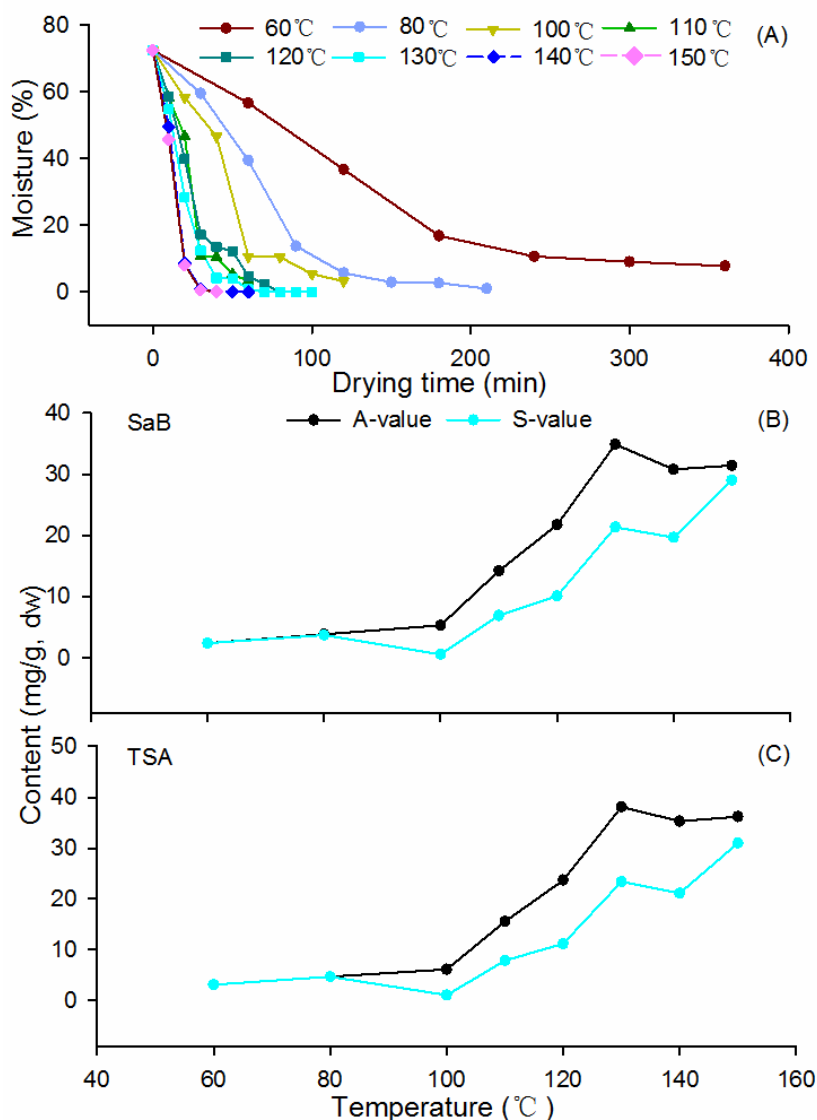 60℃ 80℃ 100℃ 110℃ (A)
120℃ 130℃ 140℃ 150℃
80
60
40
20
0
Moisture (%)
0 100 200 300 400
Drying time (min)
40
30
20
10
0
SaB A-value S-value (B)
Content (mg/g, dw)
50
40
30
20
10
0
TSA (C)
40 60 80 100 120 140 160
Temperature (℃)